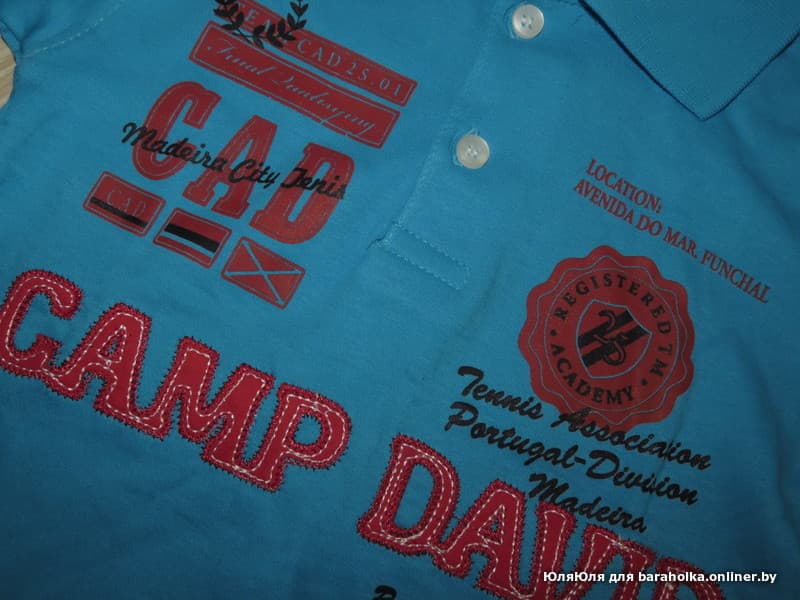 CAD 25.01
CAD
Madeira City Tenis
CAD
LOCATION:
AVENIDA DO MAR. FUNCHAL
REGISTERED TM
ACADEMY
Tennis Association
Portugal-Division
Madeira
CAMP DAVID
ЮляЮля для baraholka.onliner.by